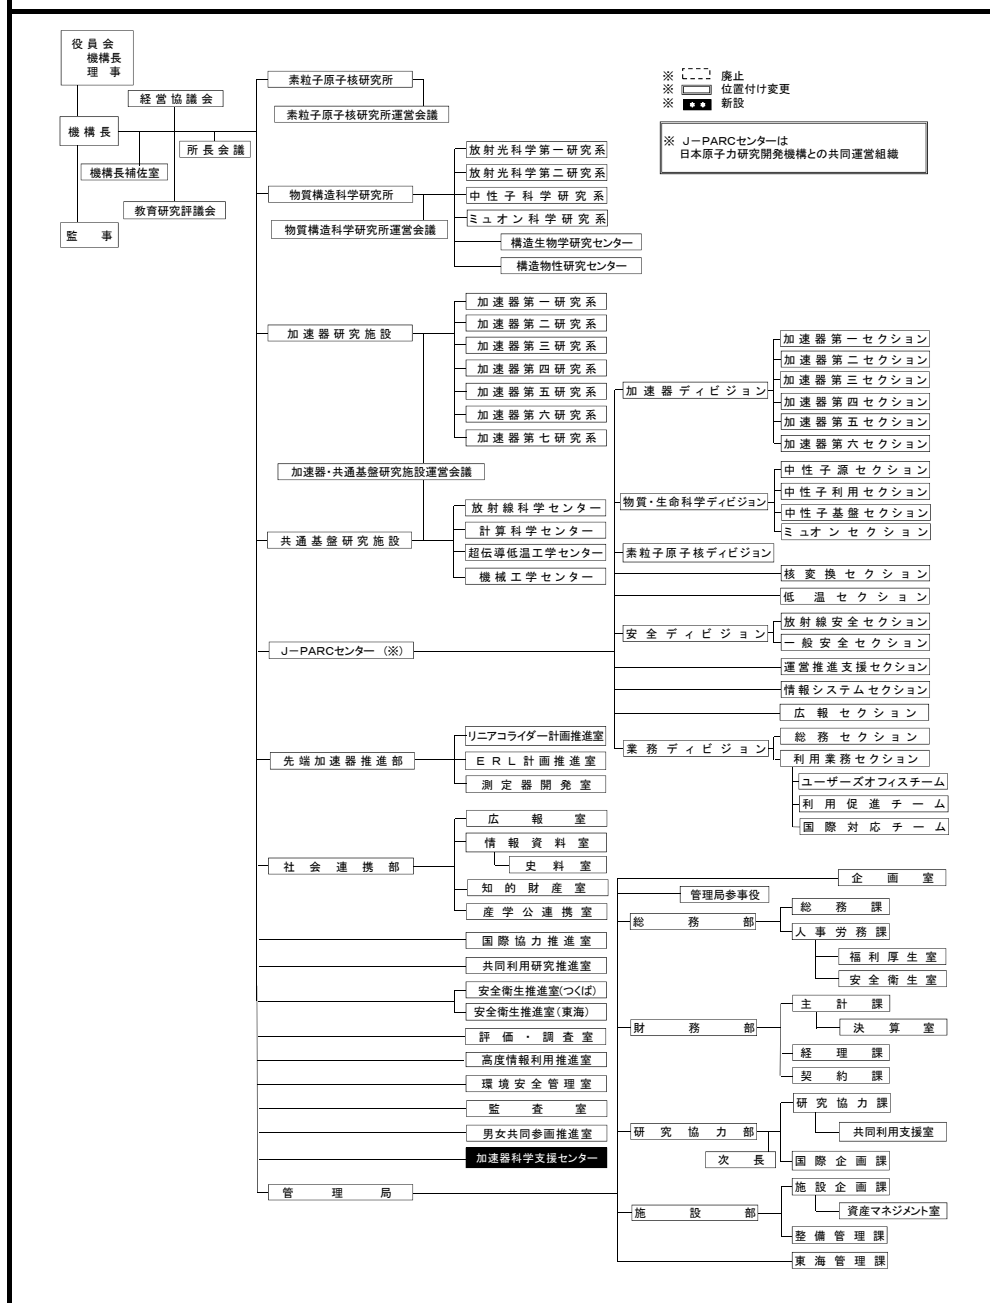 役員会
機構長
理事
経営協議会
機構長
所長会議
機構長補佐室
教育研究評議会
監事
※ 廃止
※ 位置付け変更
※ ** 新設
※ J-PARCセンターは
日本原子力研究開発機構との共同運営組織
素粒子原子核研究所
素粒子原子核研究所運営会議
物質構造科学研究所
物質構造科学研究所運営会議
放射光科学第一研究系
放射光科学第二研究系
中性子科学研究系
ミュオン科学研究系
構造生物学研究センター
構造物性研究センター
加速器研究施設
加速器第一研究系
加速器第二研究系
加速器第三研究系
加速器第四研究系
加速器第五研究系
加速器第六研究系
加速器第七研究系
加速器・共通基盤研究施設運営会議
共通基盤研究施設
放射線科学センター
計算科学センター
超伝導低温工学センター
機械工学センター
J-PARCセンター (※)
加速器ディビジョン
加速器第一セクション
加速器第二セクション
加速器第三セクション
加速器第四セクション
加速器第五セクション
加速器第六セクション
物質・生命科学ディビジョン
中性子源セクション
中性子利用セクション
中性子基盤セクション
ミュオンセクション
素粒子原子核ディビジョン
核変換セクション
低温セクション
安全ディビジョン
放射線安全セクション
一般安全セクション
運営推進支援セクション
情報システムセクション
広報セクション
業務ディビジョン
総務セクション
利用業務セクション
ユーザーズオフィスチーム
利用促進チーム
国際対応チーム
先端加速器推進部
リニアコライダー計画推進室
ERL計画推進室
測定器開発室
社会連携部
広報室
情報資料室
史料室
知的財産室
産学公連携室
国際協力推進室
共同利用研究推進室
安全衛生推進室(つくば)
安全衛生推進室(東海)
評価・調査室
高度情報利用推進室
環境安全管理室
監査室
男女共同参画推進室
加速器科学支援センター
管理局
企画室
管理局参事役
総務部
総務課
人事労務課
福利厚生室
安全衛生室
財務部
主計課
決算室
経理課
契約課
研究協力部
次長
研究協力課
共同利用支援室
国際企画課
施設部
施設企画課
資産マネジメント室
整備管理課
東海管理課